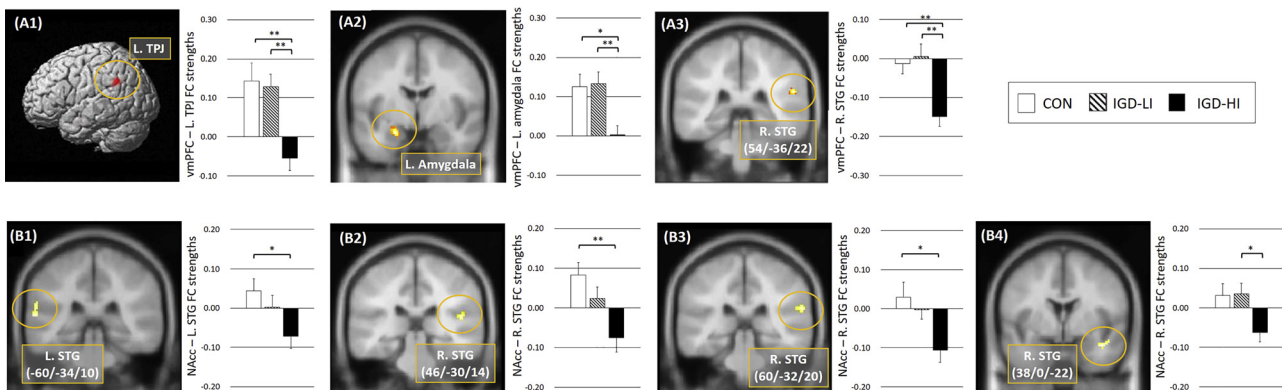 (A1)
L. TPJ
vmPFC – L. TPJ FC strengths
0.30
0.20
0.10
0.00
-0.10
**
**
(A2)
L. Amygdala
vmPFC – L. amygdala FC strengths
0.30
0.20
0.10
0.00
-0.10
*
**
(A3)
R. STG
(54/-36/22)
vmPFC – R. STG FC strengths
0.30
0.20
0.10
0.00
-0.10
-0.20
-0.30
**
**
CON
IGD-LI
IGD-HI
(B1)
L. STG
(-60/-34/10)
NAcc – L. STG FC strengths
0.20
0.10
0.00
-0.10
-0.20
*
(B2)
R. STG
(46/-30/14)
NAcc – R. STG FC strengths
0.20
0.10
0.00
-0.10
-0.20
**
(B3)
R. STG
(60/-32/20)
NAcc – R. STG FC strengths
0.20
0.10
0.00
-0.10
-0.20
*
(B4)
R. STG
(38/0/-22)
NAcc – R. STG FC strengths
0.20
0.10
0.00
-0.10
-0.20
*